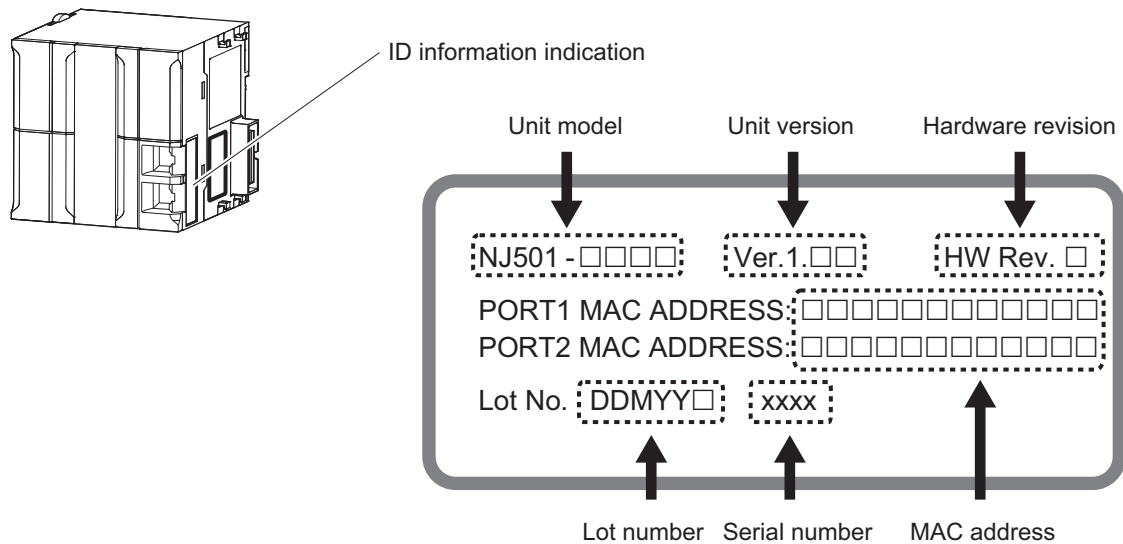 ID information indication
Unit model Unit version Hardware revision
NJ501-□□□□ Ver.1.□□ HW Rev. □
PORT1 MAC ADDRESS: □□□□□□□□□□□□
PORT2 MAC ADDRESS: □□□□□□□□□□□□
Lot No. DDMYY□ xxxx
Lot number Serial number MAC address